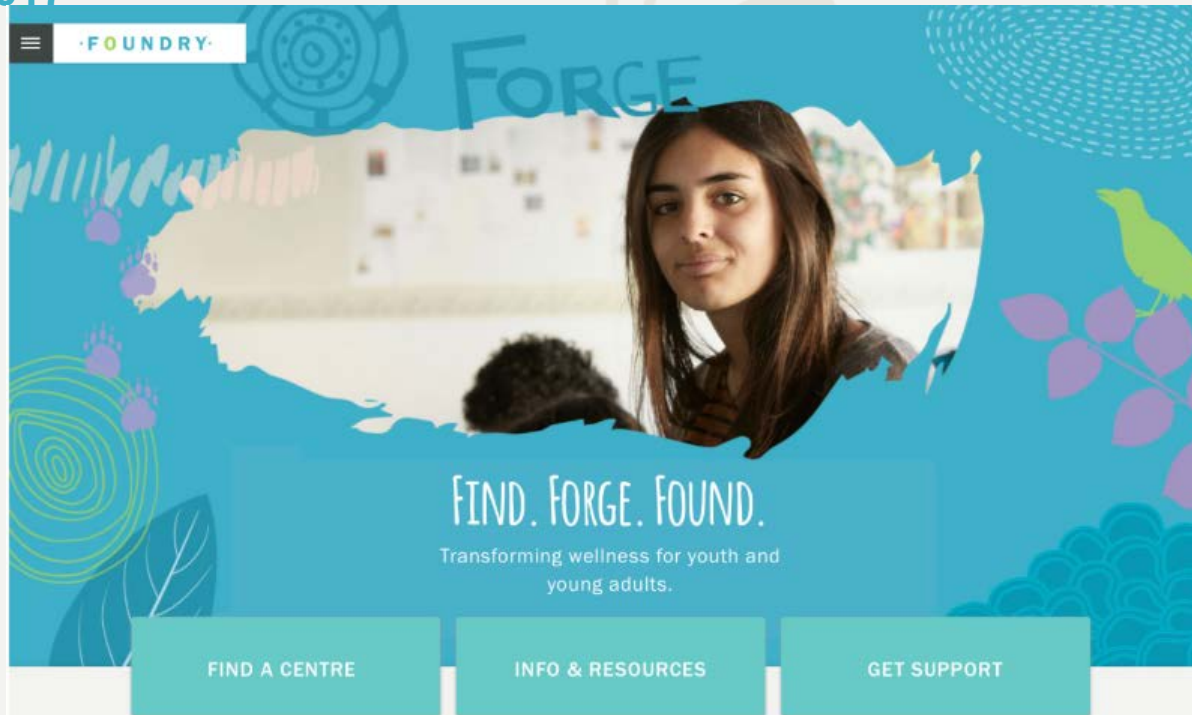 ·FOUNDRY·
FORGE
FIND. FORGE. FOUND.
Transforming wellness for youth and
young adults.
FIND A CENTRE
INFO & RESOURCES
GET SUPPORT